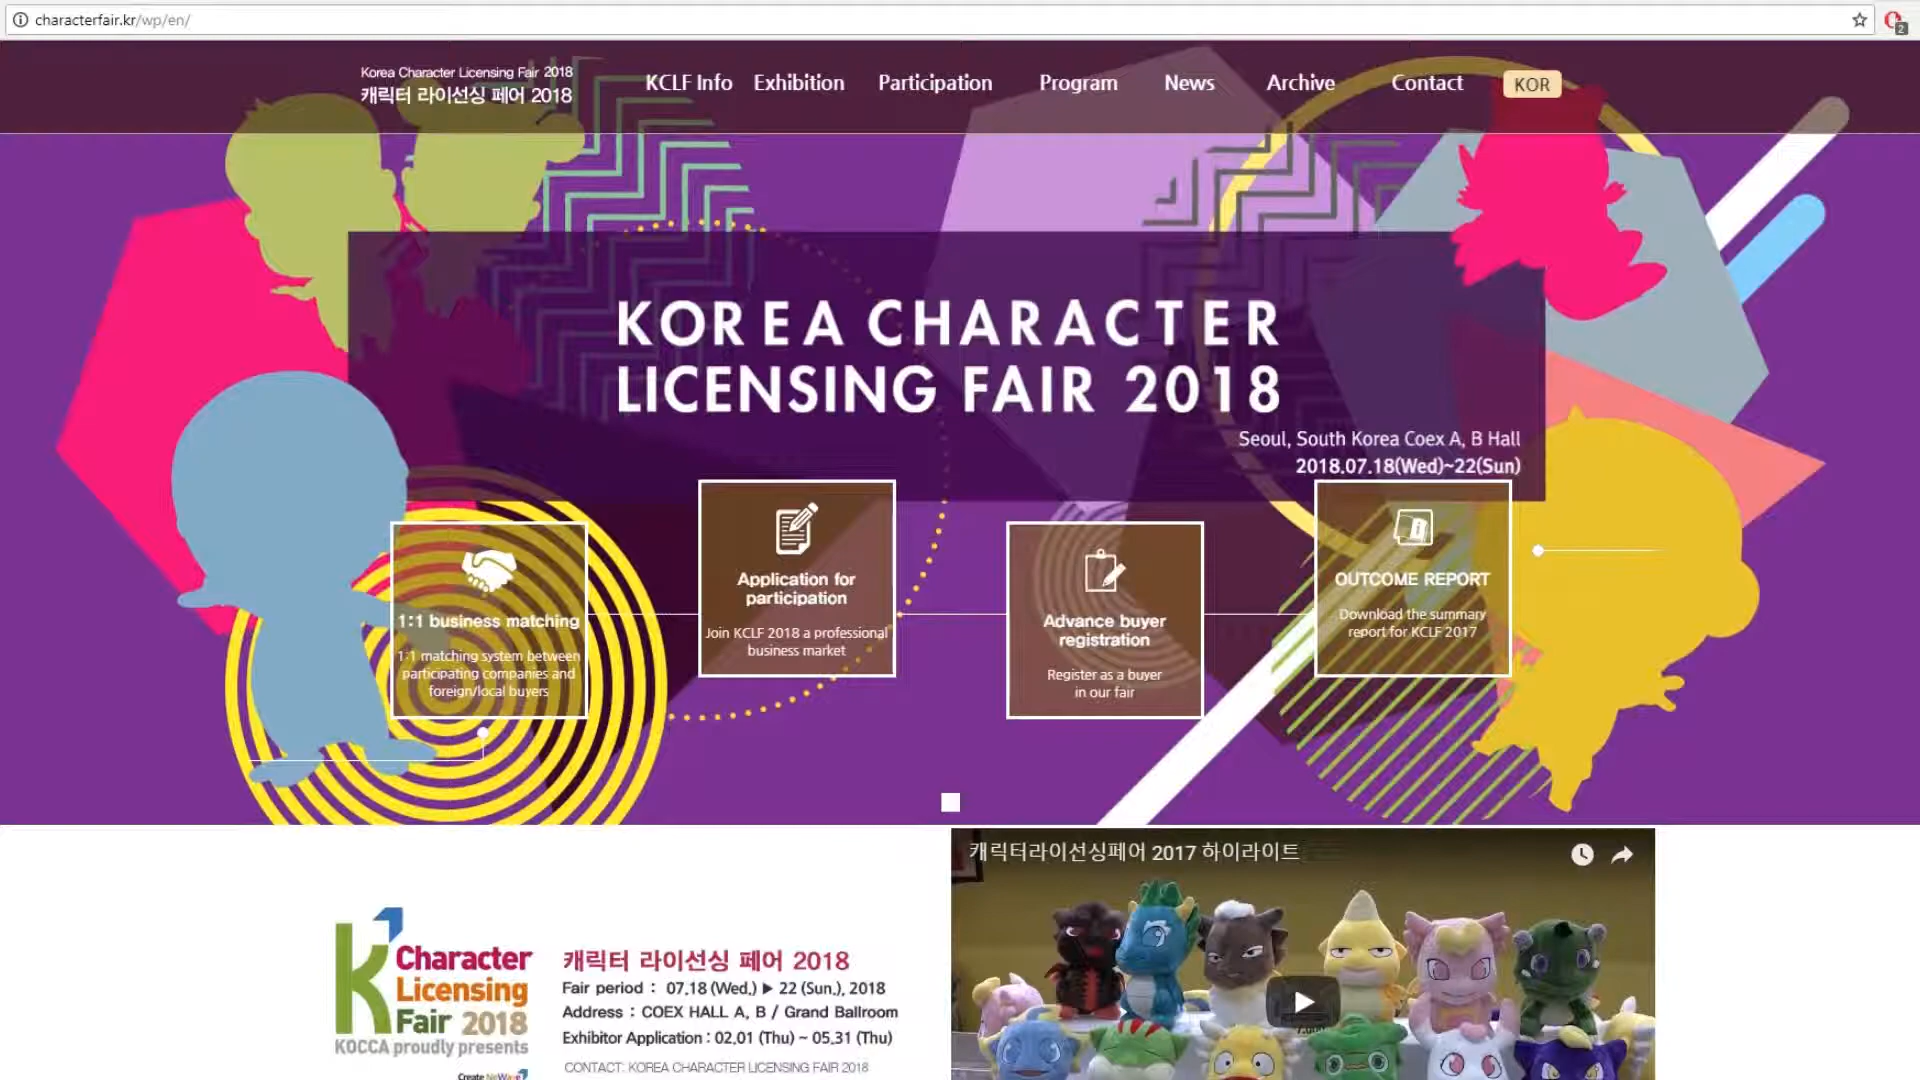 characterfair.kr/wp/en/
2
Korea Character Licensing Fair 2018
캐릭터 라이선싱 페어 2018
KCLF Info Exhibition Participation Program News Archive Contact KOR
KOREA CHARACTER
LICENSING FAIR 2018
Seoul, South Korea Coex A, B Hall
2018.07.18(Wed)~22(Sun)
1:1 business matching
1:1 matching system between
participating companies and
foreign/local buyers
Application for
participation
Join KCLF 2018 a professional
business market
Advance buyer
registration
Register as a buyer
in our fair
OUTCOME REPORT
Download the summary
report for KCLF 2017
K Character
Licensing
Fair 2018
KOCCA proudly presents
캐릭터 라이선싱 페어 2018
Fair period : 07.18 (Wed.) ▶ 22 (Sun.), 2018
Address : COEX HALL A, B / Grand Ballroom
Exhibitor Application : 02.01 (Thu) ~ 05.31 (Thu)
CONTACT: KOREA CHARACTER LICENSING FAIR 2018
캐릭터라이선싱페어 2017 하이라이트